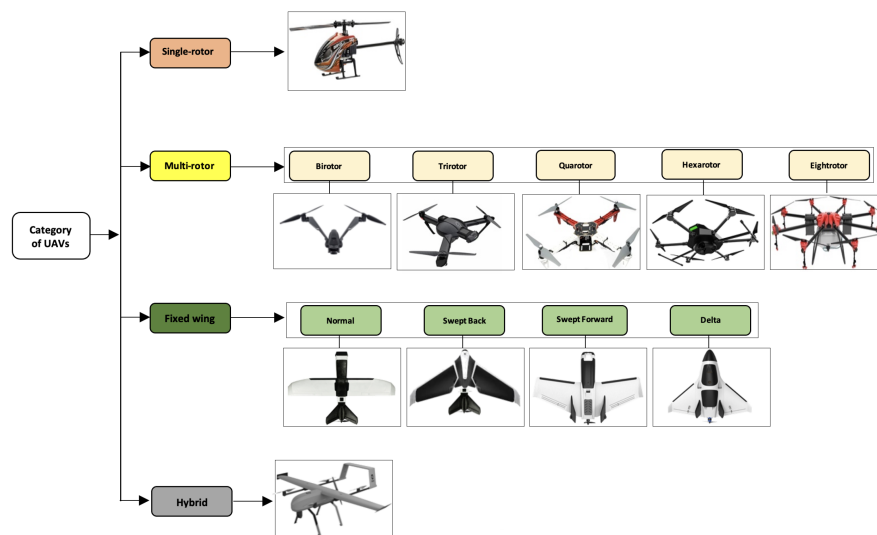 Single-rotor
Multi-rotor
Birotor
Trirotor
Quarotor
Hexarotor
Eightrotor
Category
of UAVs
Fixed wing
Normal
Swept Back
Swept Forward
Delta
Hybrid